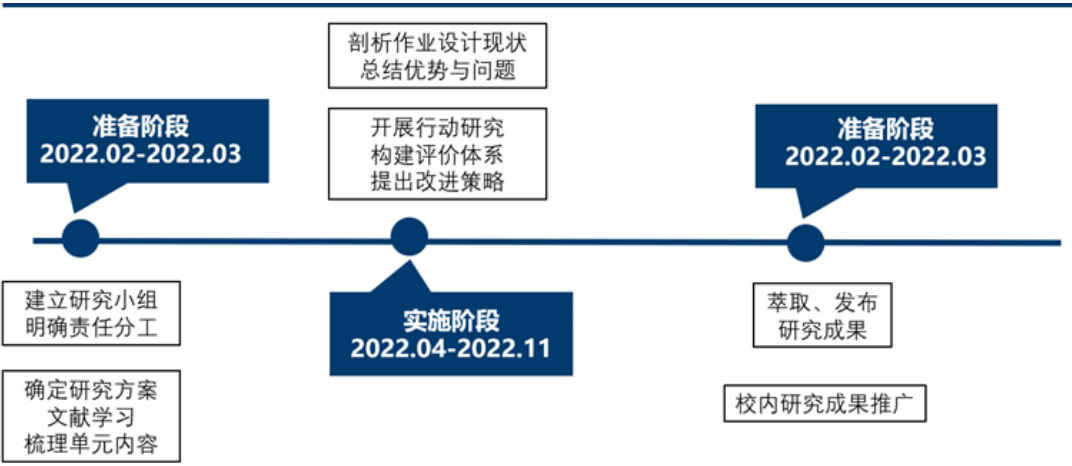 剖析作业设计现状
总结优势与问题
开展行动研究
构建评价体系
提出改进策略
准备阶段
2022.02-2022.03
准备阶段
2022.02-2022.03
建立研究小组
明确责任分工
确定研究方案
文献学习
梳理单元内容
实施阶段
2022.04-2022.11
萃取、发布
研究成果
校内研究成果推广